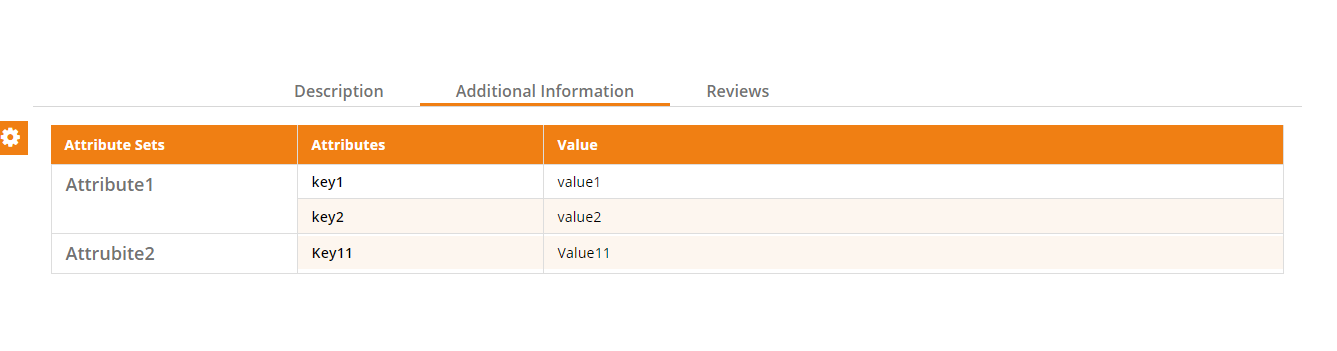 Description Additional Information Reviews
Attribute Sets Attributes Value
Attribute1 key1 value1
key2 value2
Attrubite2 Key11 Value11